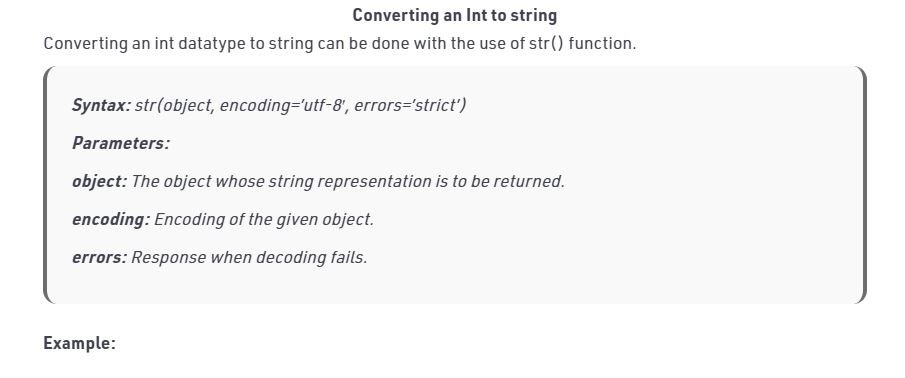 Converting an Int to string
Converting an int datatype to string can be done with the use of str() function.
Syntax: str(object, encoding=’utf-8′, errors=’strict’)
Parameters:
object: The object whose string representation is to be returned.
encoding: Encoding of the given object.
errors: Response when decoding fails.
Example: